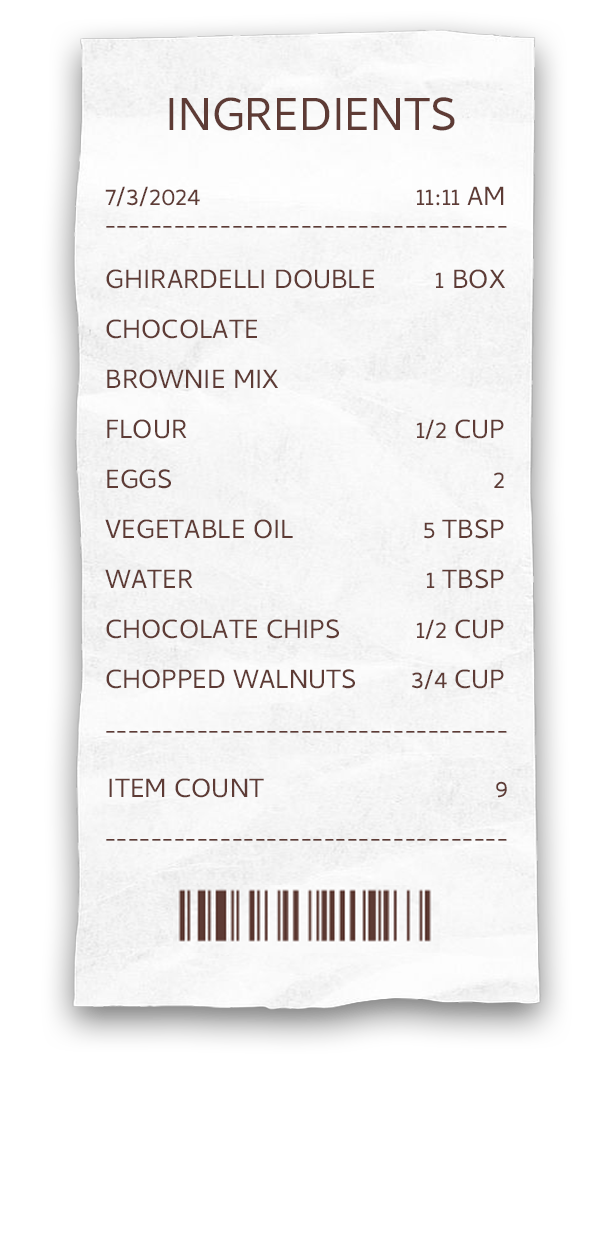 INGREDIENTS
7/3/2024 11:11 AM
--------------------------------
GHIRARDELLI DOUBLE 1 BOX
CHOCOLATE
BROWNIE MIX
FLOUR 1/2 CUP
EGGS 2
VEGETABLE OIL 5 TBSP
WATER 1 TBSP
CHOCOLATE CHIPS 1/2 CUP
CHOPPED WALNUTS 3/4 CUP
--------------------------------
ITEM COUNT 9
--------------------------------